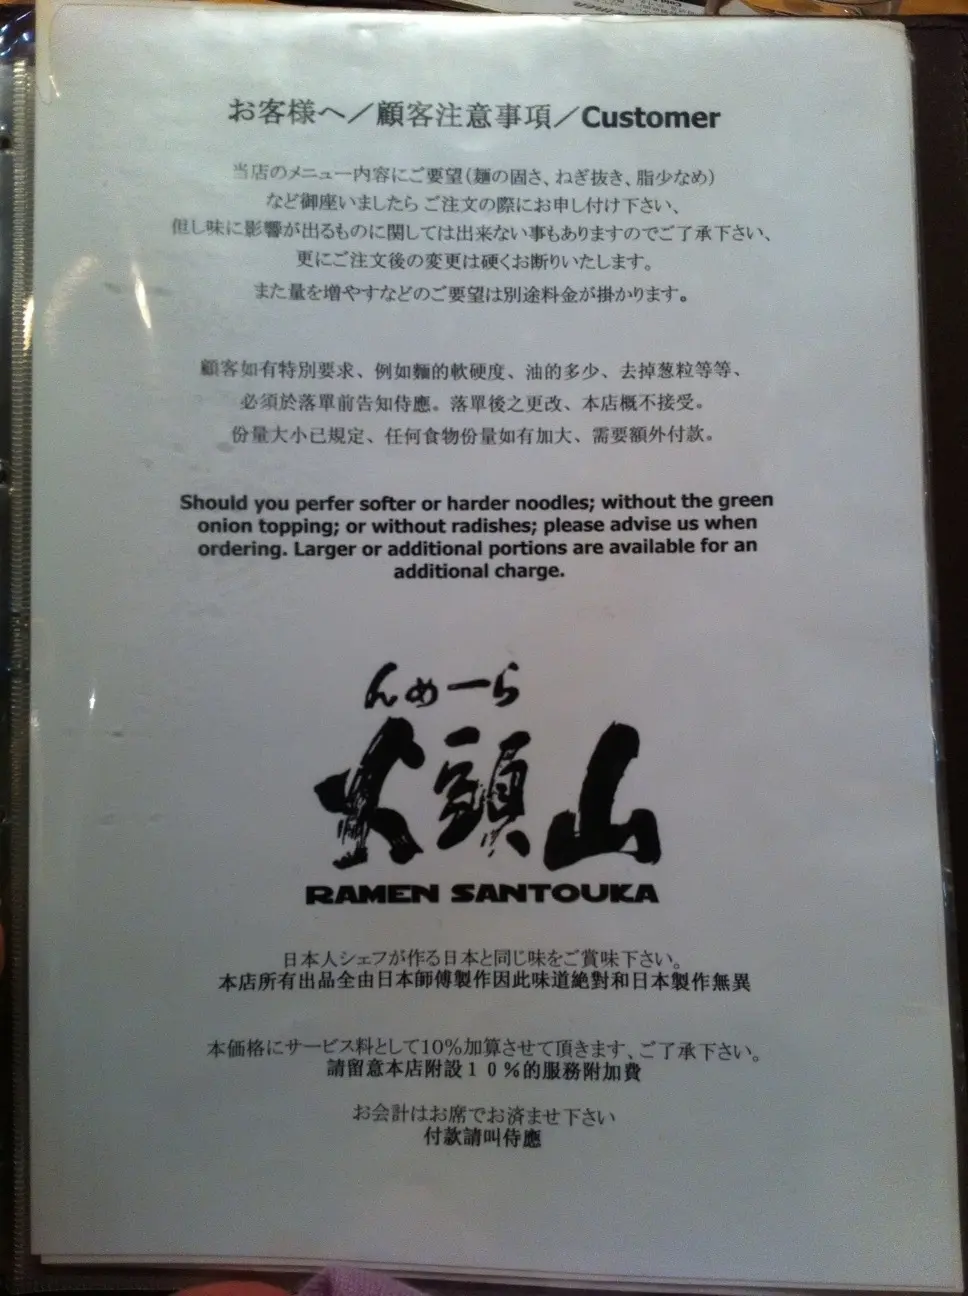 お客様へ／顧客注意事項／Customer
当店のメニュー内容にご要望(麺の固さ、ねぎ抜き、脂少なめ)
など御座いましたら ご注文の際にお申し付け下さい、
但し味に影響が出るものに関しては出来ない事もありますのでご了承下さい、
更にご注文後の変更は硬くお断りいたします。
また量を増やすなどのご要望は別途料金が掛かります。
顧客如有特別要求、例如麵的軟硬度、油的多少、去掉葱粒等等、
必須於落單前告知侍應。落單後之更改、本店概不接受。
份量大小已規定、任何食物份量如有加大、需要額外付款。
Should you perfer softer or harder noodles; without the green
onion topping; or without radishes; please advise us when
ordering. Larger or additional portions are available for an
additional charge.
んめーら
火頭山
RAMEN SANTOUKA
日本人シェフが作る日本と同じ味をご賞味下さい。
本店所有出品全由日本師傅製作因此味道絶對和日本製作無異
本価格にサービス料として10%加算させて頂きます、ご了承下さい。
請留意本店附設１０%的服務附加費
お会計はお席でお済ませ下さい
付款請叫侍應